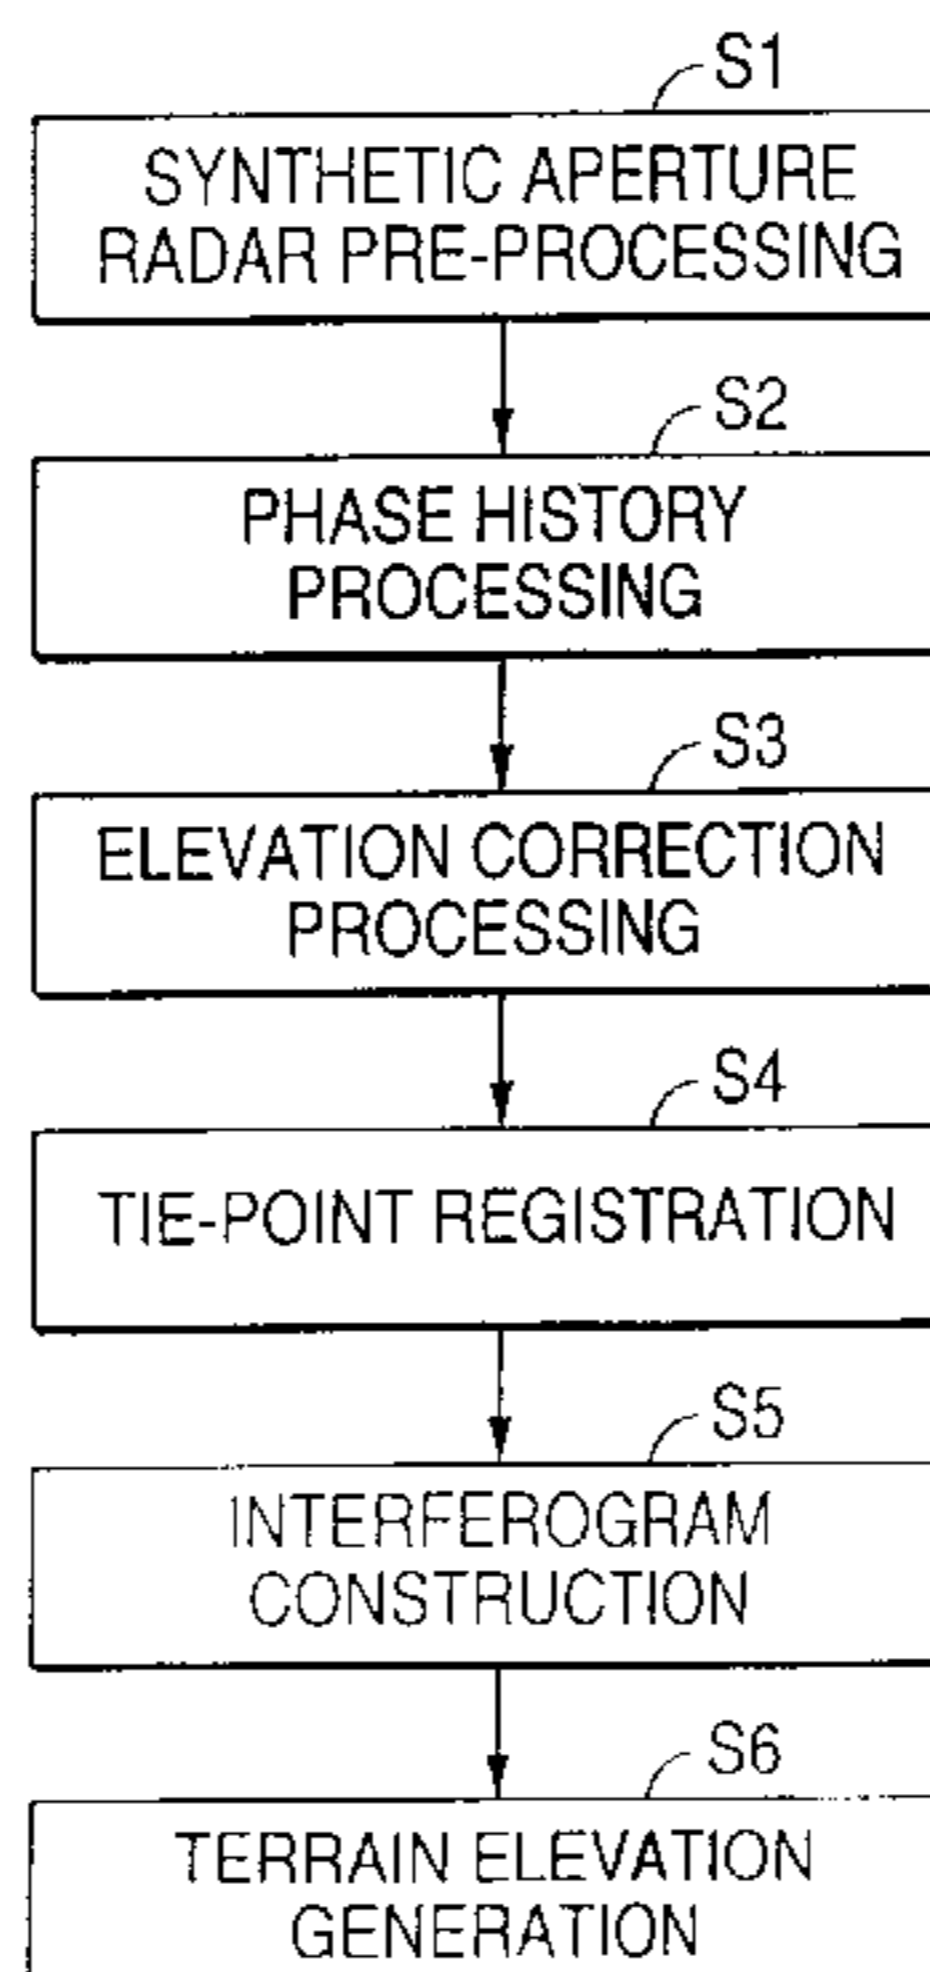 S1
SYNTHETIC APERTURE
RADAR PRE-PROCESSING
S2
PHASE HISTORY
PROCESSING
S3
ELEVATION CORRECTION
PROCESSING
S4
TIE-POINT REGISTRATION
S5
INTERFEROGRAM
CONSTRUCTION
S6
TERRAIN ELEVATION
GENERATION